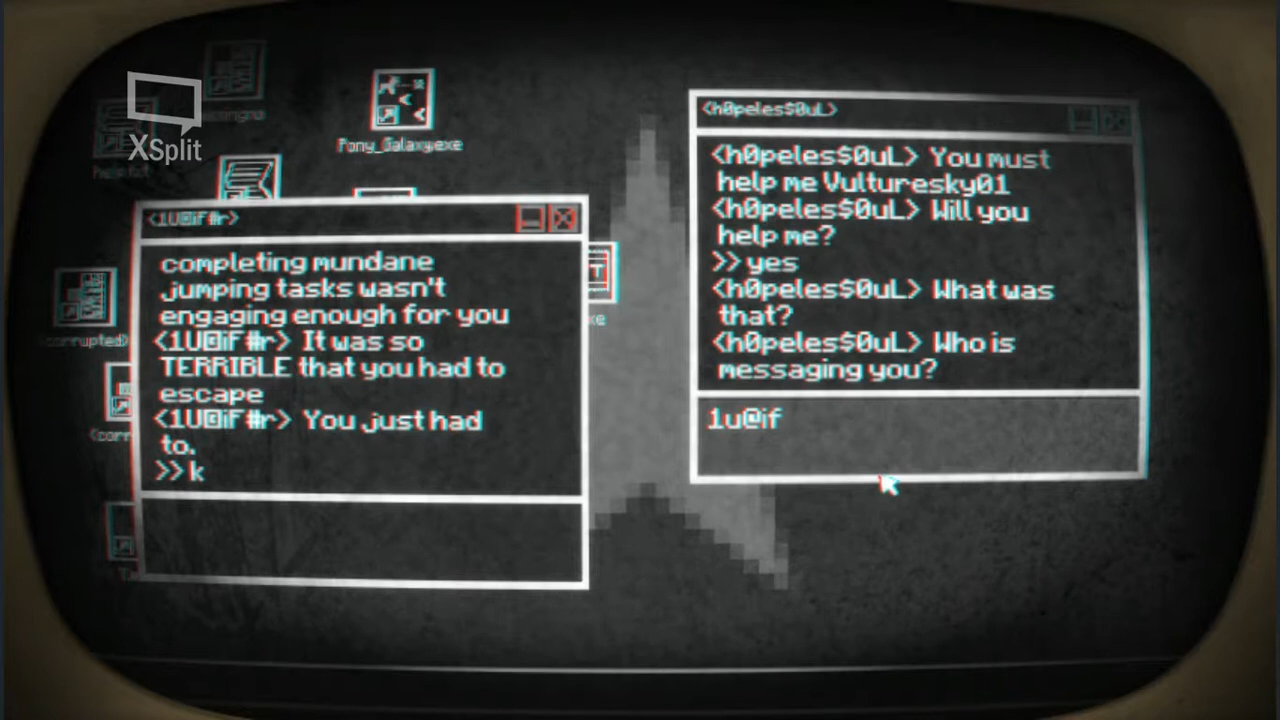 XSplit
Pony_Galaxy.exe
<1U@iF#r>
completing mundane
jumping tasks wasn't
engaging enough for you
<1U@iF#r> It was so
TERRIBLE that you had to
escape
<1U@iF#r> You just had
to.
>> k
<h0peles$0uL>
<h0peles$0uL> You must
help me Vulturesky01
<h0peles$0uL> Will you
help me?
>> yes
<h0peles$0uL> What was
that?
<h0peles$0uL> Who is
messaging you?
1u@if
corrupted>
<corr
T
xe